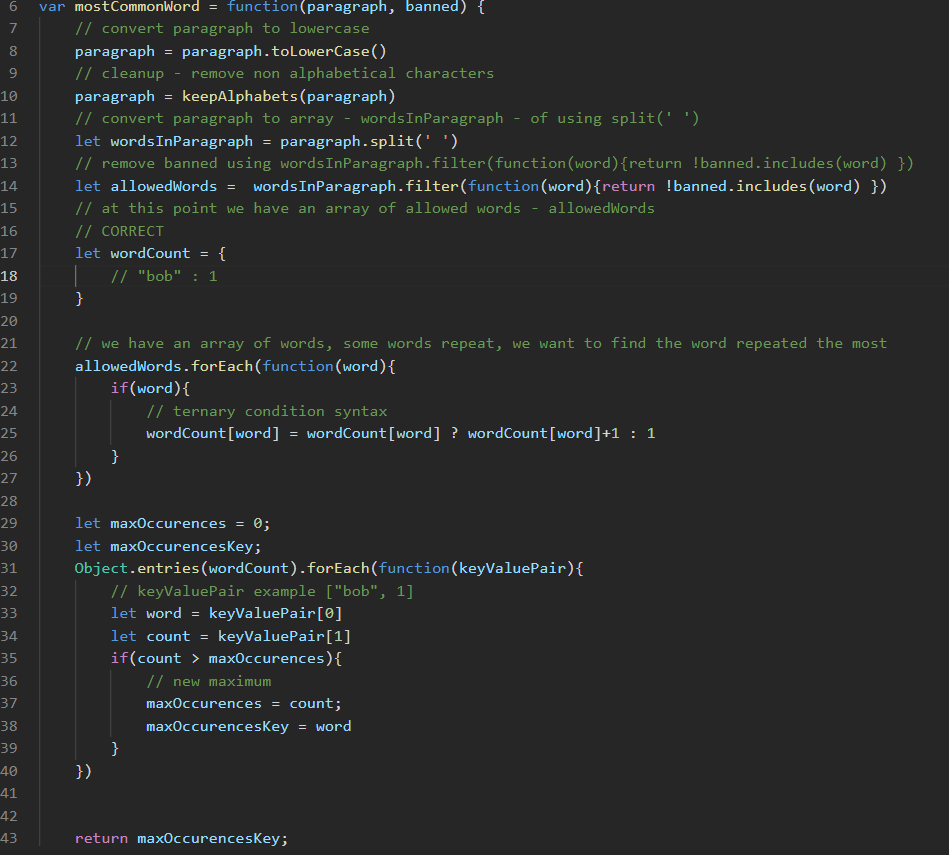 6 var mostCommonWord = function(paragraph, banned) {
7 // convert paragraph to lowercase
8 paragraph = paragraph.toLowerCase()
9 // cleanup - remove non alphabetical characters
10 paragraph = keepAlphabets(paragraph)
11 // convert paragraph to array - wordsInParagraph - of using split(' ')
12 let wordsInParagraph = paragraph.split(' ')
13 // remove banned using wordsInParagraph.filter(function(word){return !banned.includes(word) })
14 let allowedWords =  wordsInParagraph.filter(function(word){return !banned.includes(word) })
15 // at this point we have an array of allowed words - allowedWords
16 // CORRECT
17 let wordCount = {
18 // "bob" : 1
19 }
20
21 // we have an array of words, some words repeat, we want to find the word repeated the most
22 allowedWords.forEach(function(word){
23 if(word){
24 // ternary condition syntax
25 wordCount[word] = wordCount[word] ? wordCount[word]+1 : 1
26 }
27 })
28
29 let maxOccurences = 0;
30 let maxOccurencesKey;
31 Object.entries(wordCount).forEach(function(keyValuePair){
32 // keyValuePair example ["bob", 1]
33 let word = keyValuePair[0]
34 let count = keyValuePair[1]
35 if(count > maxOccurences){
36 // new maximum
37 maxOccurences = count;
38 maxOccurencesKey = word
39 }
40 })
41
42
43 return maxOccurencesKey;